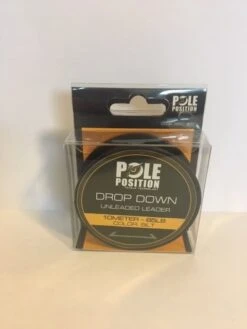 POLE
POSITION
POLE
POSITION
DROP DOWN
UNLEADED LEADER
10METER - 65LB
COLOR: SILT